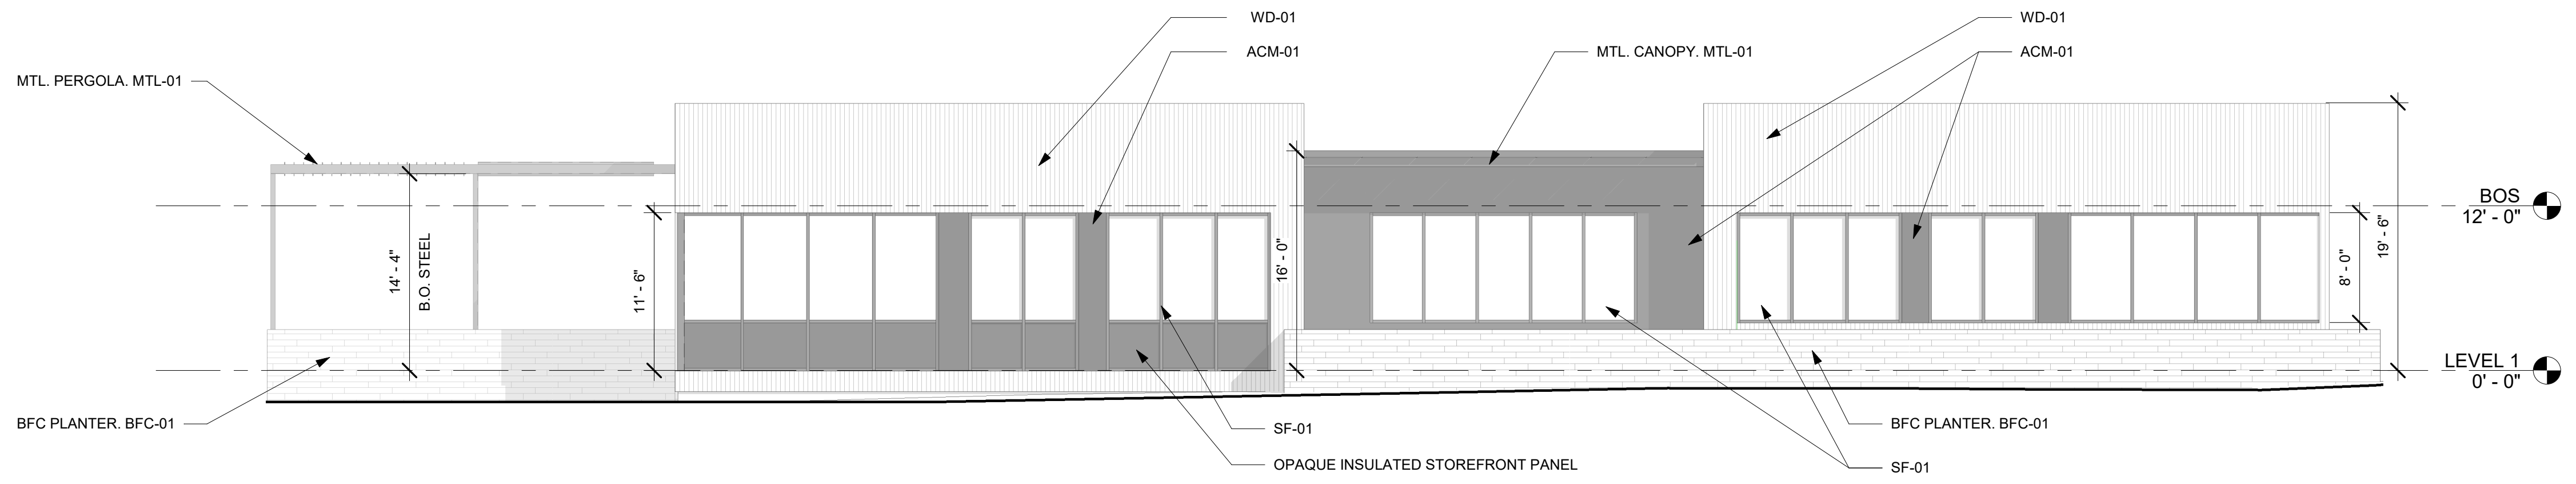 WD-01
WD-01
ACM-01
MTL. CANOPY. MTL-01
ACM-01
MTL. PERGOLA. MTL-01
BOS
12' - 0"
19' - 6"
14' - 4"
B.O. STEEL
11' - 6"
16' - 0"
8' - 0"
LEVEL 1
0' - 0"
BFC PLANTER. BFC-01
SF-01
BFC PLANTER. BFC-01
OPAQUE INSULATED STOREFRONT PANEL
SF-01